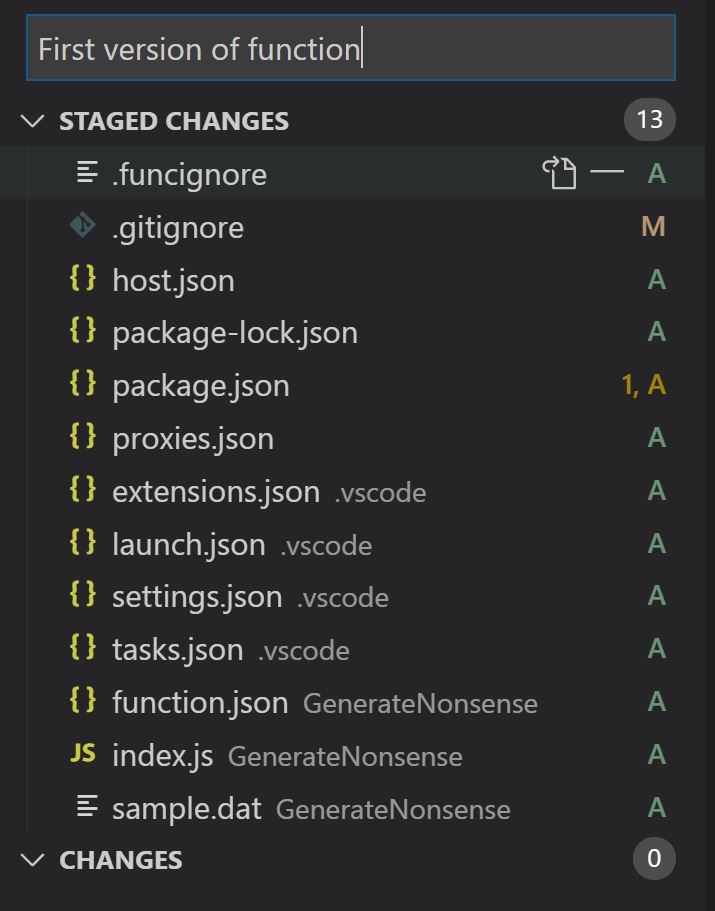 First version of function
STAGED CHANGES 13
.funcignore A
.gitignore M
{} host.json A
{} package-lock.json A
{} package.json 1, A
{} proxies.json A
{} extensions.json .vscode A
{} launch.json .vscode A
{} settings.json .vscode A
{} tasks.json .vscode A
{} function.json GenerateNonsense A
JS index.js GenerateNonsense A
sample.dat GenerateNonsense A
CHANGES 0